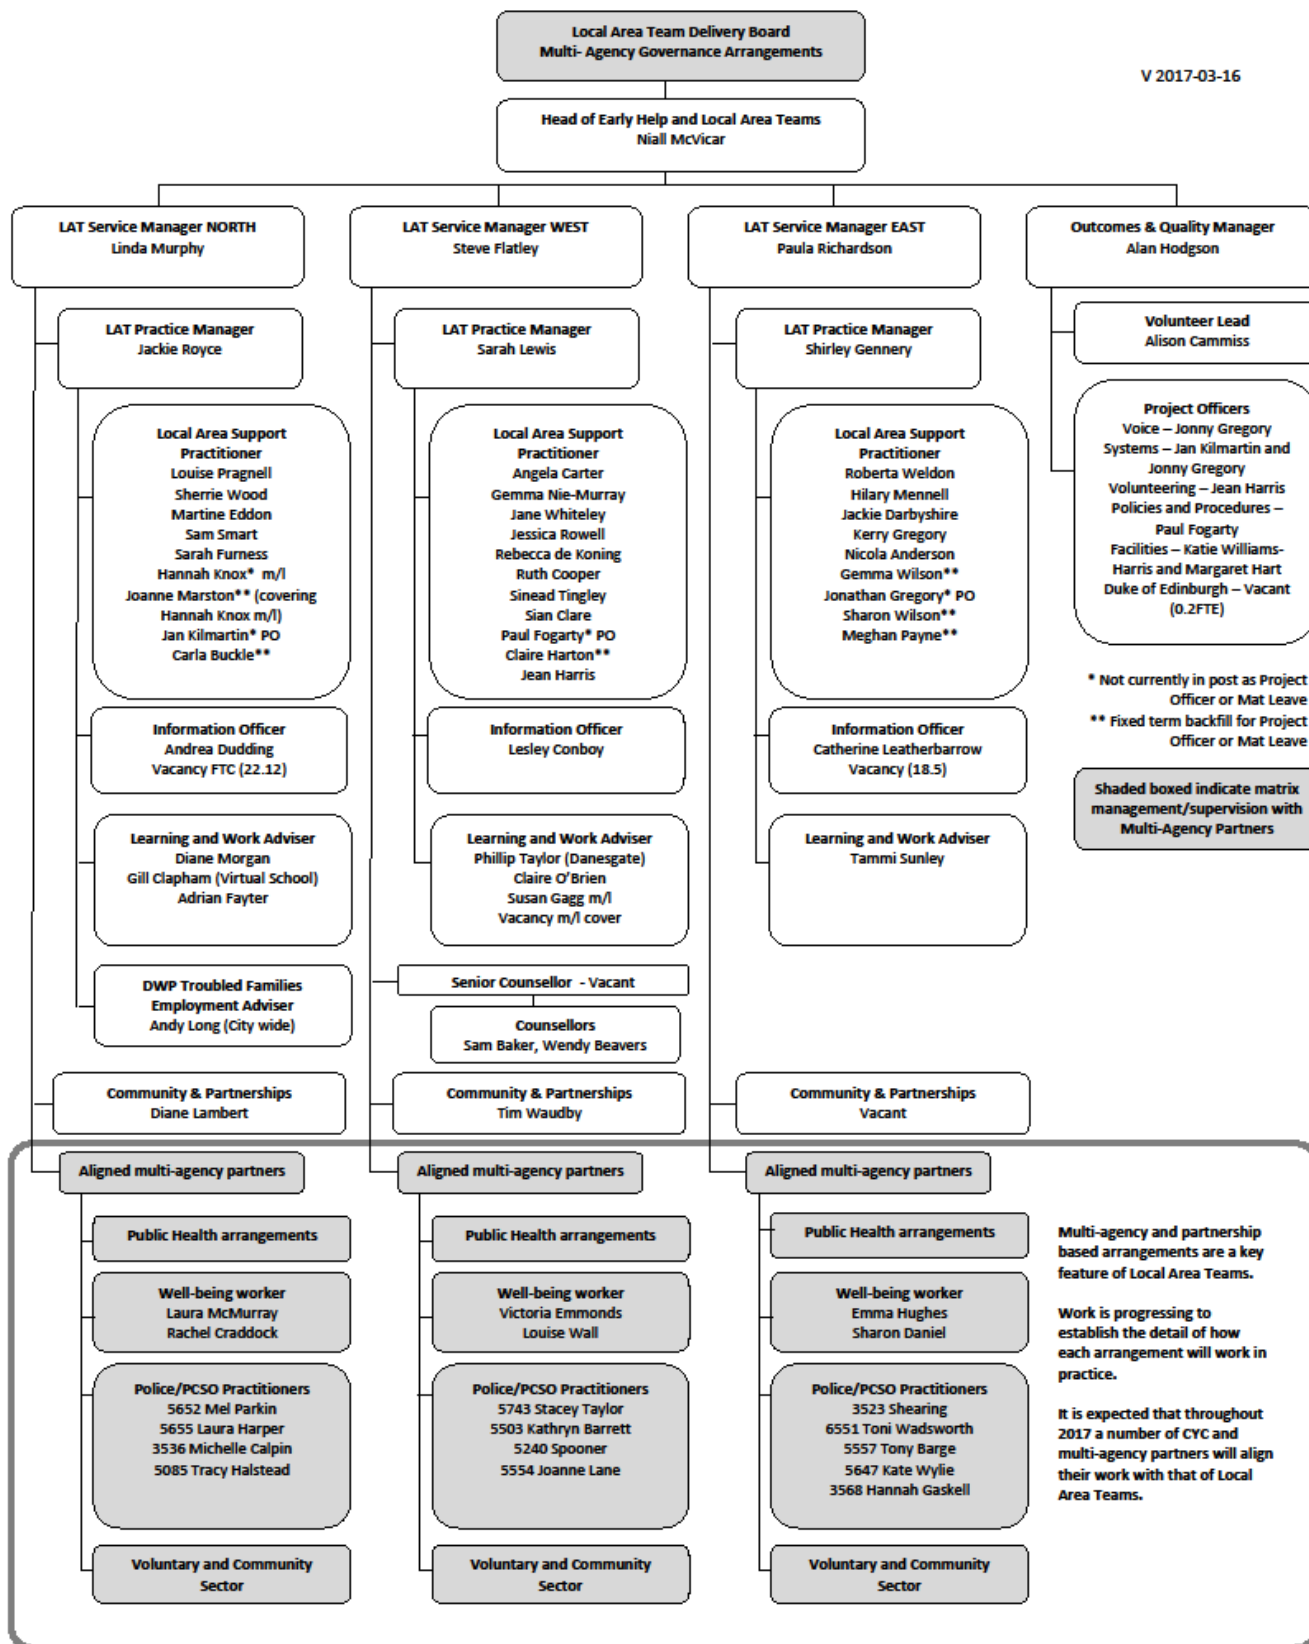 Local Area Team Delivery Board
Multi- Agency Governance Arrangements
V 2017-03-16
Head of Early Help and Local Area Teams
Niall McVicar
LAT Service Manager NORTH
Linda Murphy
LAT Service Manager WEST
Steve Flatley
LAT Service Manager EAST
Paula Richardson
Outcomes & Quality Manager
Alan Hodgson
LAT Practice Manager
Jackie Royce
LAT Practice Manager
Sarah Lewis
LAT Practice Manager
Shirley Gennery
Volunteer Lead
Alison Cammiss
Local Area Support
Practitioner
Louise Pragnell
Sherrie Wood
Martine Eddon
Sam Smart
Sarah Furness
Hannah Knox* m/l
Joanne Marston** (covering
Hannah Knox m/l)
Jan Kilmartin* PO
Carla Buckle**
Local Area Support
Practitioner
Angela Carter
Gemma Nie-Murray
Jane Whiteley
Jessica Rowell
Rebecca de Koning
Ruth Cooper
Sinead Tingley
Sian Clare
Paul Fogarty* PO
Claire Harton**
Jean Harris
Local Area Support
Practitioner
Roberta Weldon
Hilary Mennell
Jackie Darbyshire
Kerry Gregory
Nicola Anderson
Gemma Wilson**
Jonathan Gregory* PO
Sharon Wilson**
Meghan Payne**
Project Officers
Voice – Jonny Gregory
Systems – Jan Kilmartin and
Jonny Gregory
Volunteering – Jean Harris
Policies and Procedures –
Paul Fogarty
Facilities – Katie Williams-
Harris and Margaret Hart
Duke of Edinburgh – Vacant
(0.2FTE)
* Not currently in post as Project
Officer or Mat Leave
** Fixed term backfill for Project
Officer or Mat Leave
Shaded boxed indicate matrix
management/supervision with
Multi-Agency Partners
Information Officer
Andrea Dudding
Vacancy FTC (22.12)
Information Officer
Lesley Conboy
Information Officer
Catherine Leatherbarrow
Vacancy (18.5)
Learning and Work Adviser
Diane Morgan
Gill Clapham (Virtual School)
Adrian Fayter
Learning and Work Adviser
Phillip Taylor (Danesgate)
Claire O'Brien
Susan Gagg m/l
Vacancy m/l cover
Learning and Work Adviser
Tammi Sunley
DWP Troubled Families
Employment Adviser
Andy Long (City wide)
Senior Counsellor - Vacant
Counsellors
Sam Baker, Wendy Beavers
Community & Partnerships
Diane Lambert
Community & Partnerships
Tim Waudby
Community & Partnerships
Vacant
Aligned multi-agency partners
Aligned multi-agency partners
Aligned multi-agency partners
Public Health arrangements
Public Health arrangements
Public Health arrangements
Well-being worker
Laura McMurray
Rachel Craddock
Well-being worker
Victoria Emmonds
Louise Wall
Well-being worker
Emma Hughes
Sharon Daniel
Police/PCSO Practitioners
5652 Mel Parkin
5655 Laura Harper
3536 Michelle Calpin
5085 Tracy Halstead
Police/PCSO Practitioners
5743 Stacey Taylor
5503 Kathryn Barrett
5240 Spooner
5554 Joanne Lane
Police/PCSO Practitioners
3523 Shearing
6551 Toni Wadsworth
5557 Tony Barge
5647 Kate Wylie
3568 Hannah Gaskell
Voluntary and Community
Sector
Voluntary and Community
Sector
Voluntary and Community
Sector
Multi-agency and partnership
based arrangements are a key
feature of Local Area Teams.
Work is progressing to
establish the detail of how
each arrangement will work in
practice.
It is expected that throughout
2017 a number of CYC and
multi-agency partners will align
their work with that of Local
Area Teams.